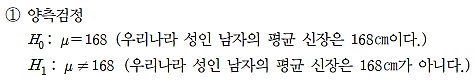 ① 양측검정
H₀ : μ=168 (우리나라 성인 남자의 평균 신장은 168㎝이다.)
H₁ : μ≠168 (우리나라 성인 남자의 평균 신장은 168㎝가 아니다.)